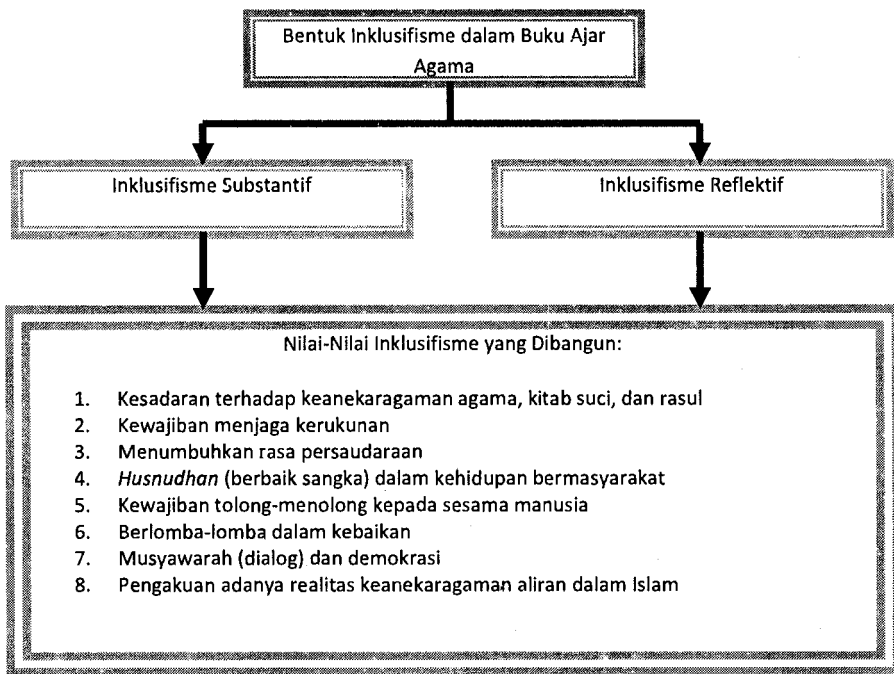 Bentuk Inklusifisme dalam Buku Ajar
Agama
Inklusifisme Substantif
Inklusifisme Reflektif
Nilai-Nilai Inklusifisme yang Dibangun:
1. Kesadaran terhadap keanekaragaman agama, kitab suci, dan rasul
2. Kewajiban menjaga kerukunan
3. Menumbuhkan rasa persaudaraan
4. Husnudhan (berbaik sangka) dalam kehidupan bermasyarakat
5. Kewajiban tolong-menolong kepada sesama manusia
6. Berlomba-lomba dalam kebaikan
7. Musyawarah (dialog) dan demokrasi
8. Pengakuan adanya realitas keanekaragaman aliran dalam Islam